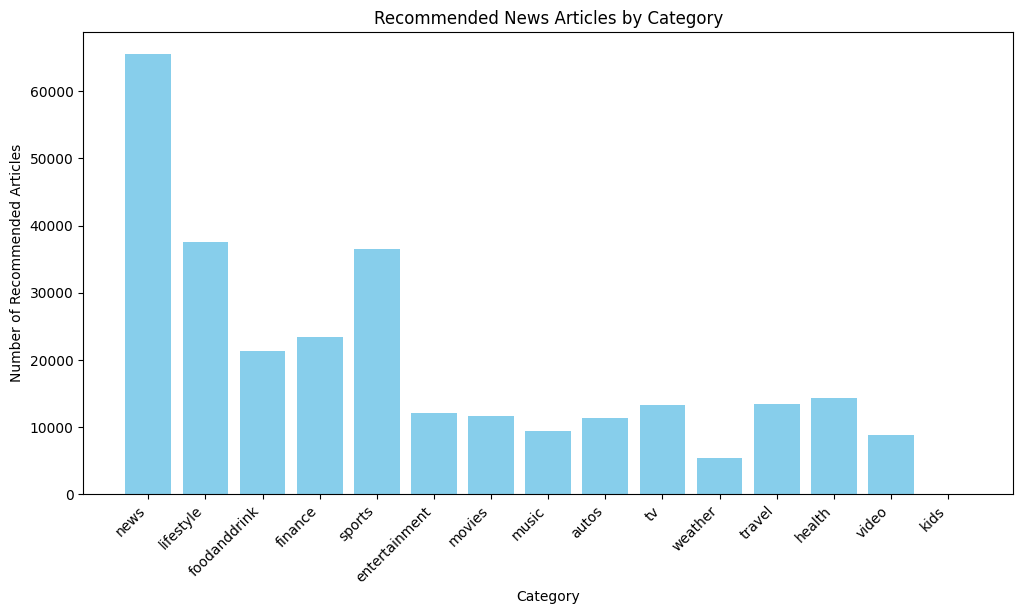 Recommended News Articles by Category
Number of Recommended Articles
60000
50000
40000
30000
20000
10000
0
news
lifestyle
foodanddrink
finance
sports
entertainment
movies
music
autos
tv
weather
travel
health
video
kids
Category